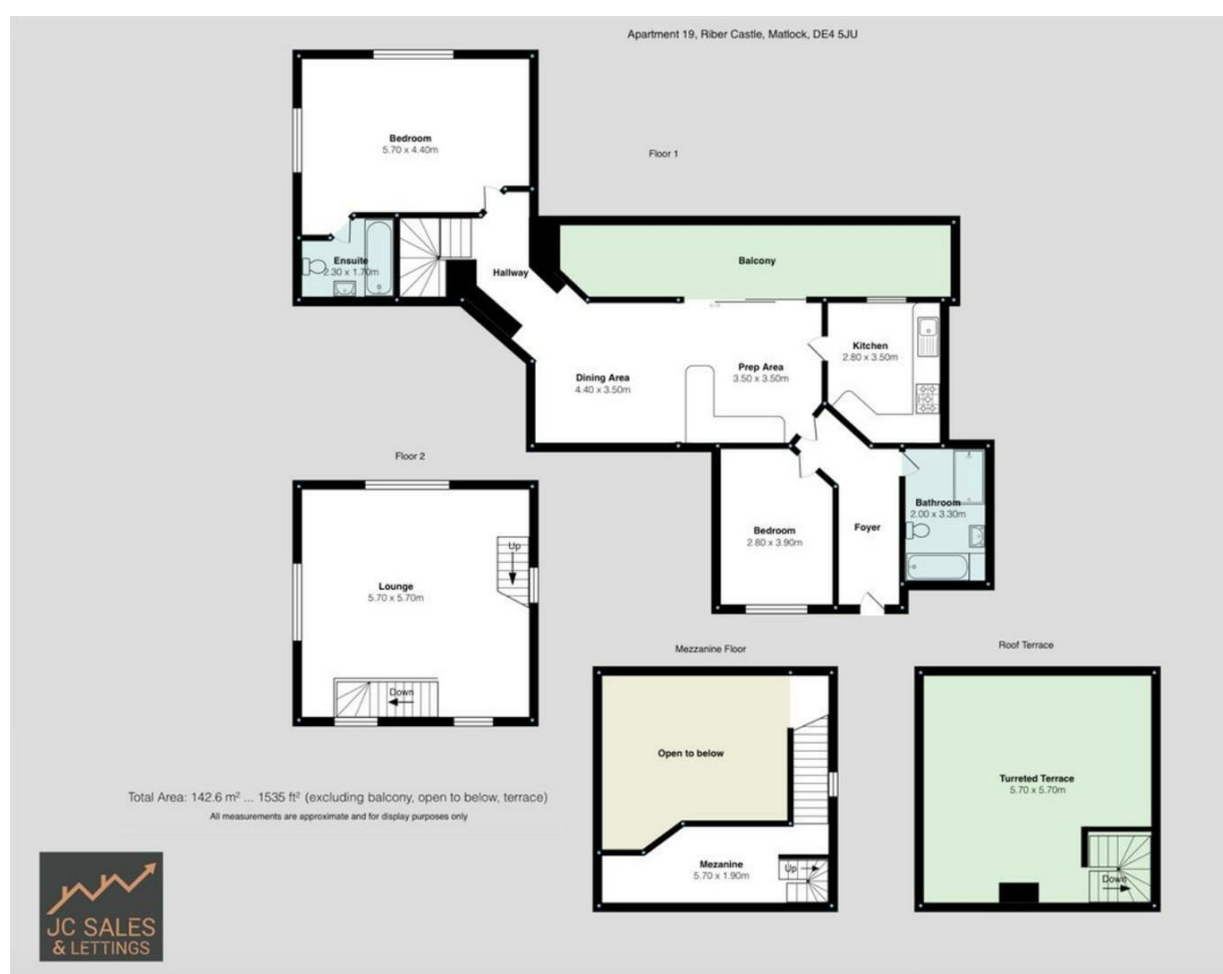 Apartment 19, Riber Castle, Matlock, DE4 5JU
Bedroom
5.70 x 4.40m
Floor 1
Ensuite
2.30 x 1.70m
Hallway
Balcony
Kitchen
2.80 x 3.50m
Dining Area
4.40 x 3.50m
Prep Area
3.50 x 3.50m
Floor 2
Bedroom
2.80 x 3.90m
Foyer
Bathroom
2.00 x 3.30m
Up
Lounge
5.70 x 5.70m
Down
Mezzanine Floor
Open to below
Mezanine
5.70 x 1.90m
Up
Roof Terrace
Turreted Terrace
5.70 x 5.70m
Down
Total Area: 142.6 m² ... 1535 ft² (excluding balcony, open to below, terrace)
All measurements are approximate and for display purposes only
JC SALES
& LETTINGS